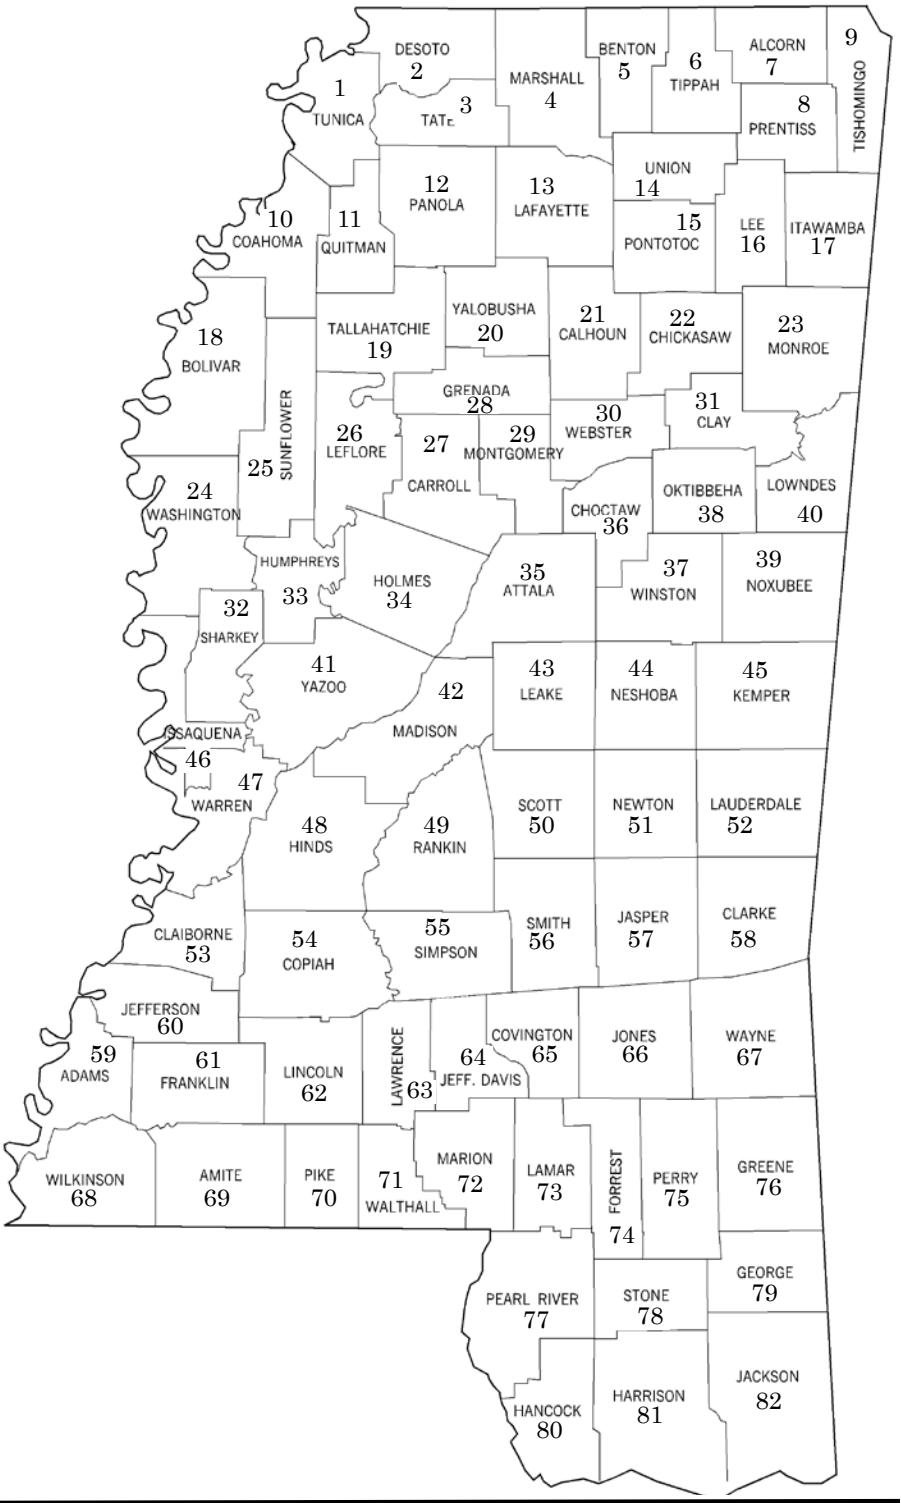 DESOTO
2
BENTON
5
6
TIPPAH
ALCORN
7
9
TISHOMINGO
1
TUNICA
3
TATE
MARSHALL
4
8
PRENTISS
UNION
14
12
PANOLA
13
LAFAYETTE
10
COAHOMA
11
QUITMAN
15
PONTOTOC
LEE
16
ITAWAMBA
17
18
BOLIVAR
TALLAHATCHIE
19
YALOBUSHA
20
21
CALHOUN
22
CHICKASAW
23
MONROE
GRENADA
28
25
SUNFLOWER
26
LEFLORE
27
CARROLL
29
MONTGOMERY
30
WEBSTER
31
CLAY
24
WASHINGTON
CHOCTAW
36
OKTIBBEHA
38
LOWNDES
40
HUMPHREYS
33
HOLMES
34
35
ATTALA
37
WINSTON
39
NOXUBEE
32
SHARKEY
41
YAZOO
42
MADISON
43
LEAKE
44
NESHOBA
45
KEMPER
ISSAQUENA
46
47
WARREN
48
HINDS
49
RANKIN
SCOTT
50
NEWTON
51
LAUDERDALE
52
CLAIBORNE
53
54
COPIAH
55
SIMPSON
SMITH
56
JASPER
57
CLARKE
58
JEFFERSON
60
59
ADAMS
61
FRANKLIN
LINCOLN
62
LAWRENCE
63
64
JEFF. DAVIS
COVINGTON
65
JONES
66
WAYNE
67
WILKINSON
68
AMITE
69
PIKE
70
71
WALTHALL
MARION
72
LAMAR
73
FORREST
74
PERRY
75
GREENE
76
PEARL RIVER
77
STONE
78
GEORGE
79
HANCOCK
80
HARRISON
81
JACKSON
82